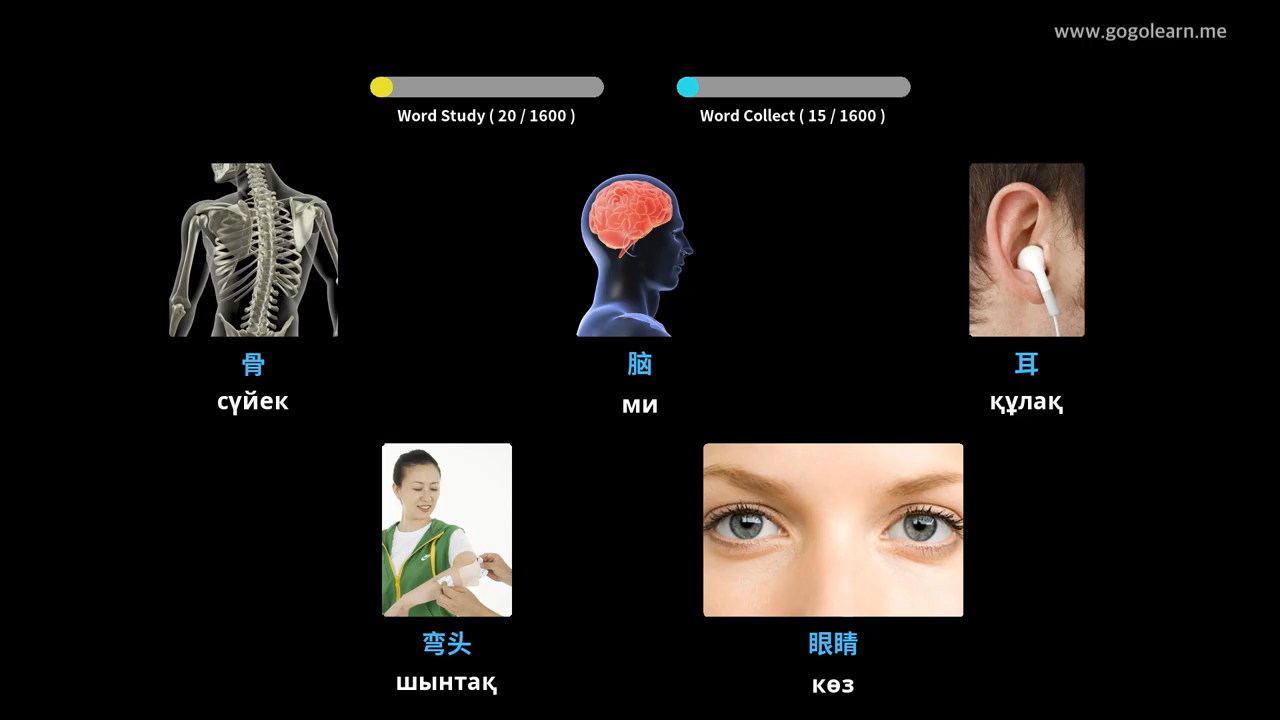 www.gogolearn.me
Word Study ( 20 / 1600 )
Word Collect ( 15 / 1600 )
骨
сүйек
脑
ми
耳
құлақ
弯头
шынтақ
眼睛
көз